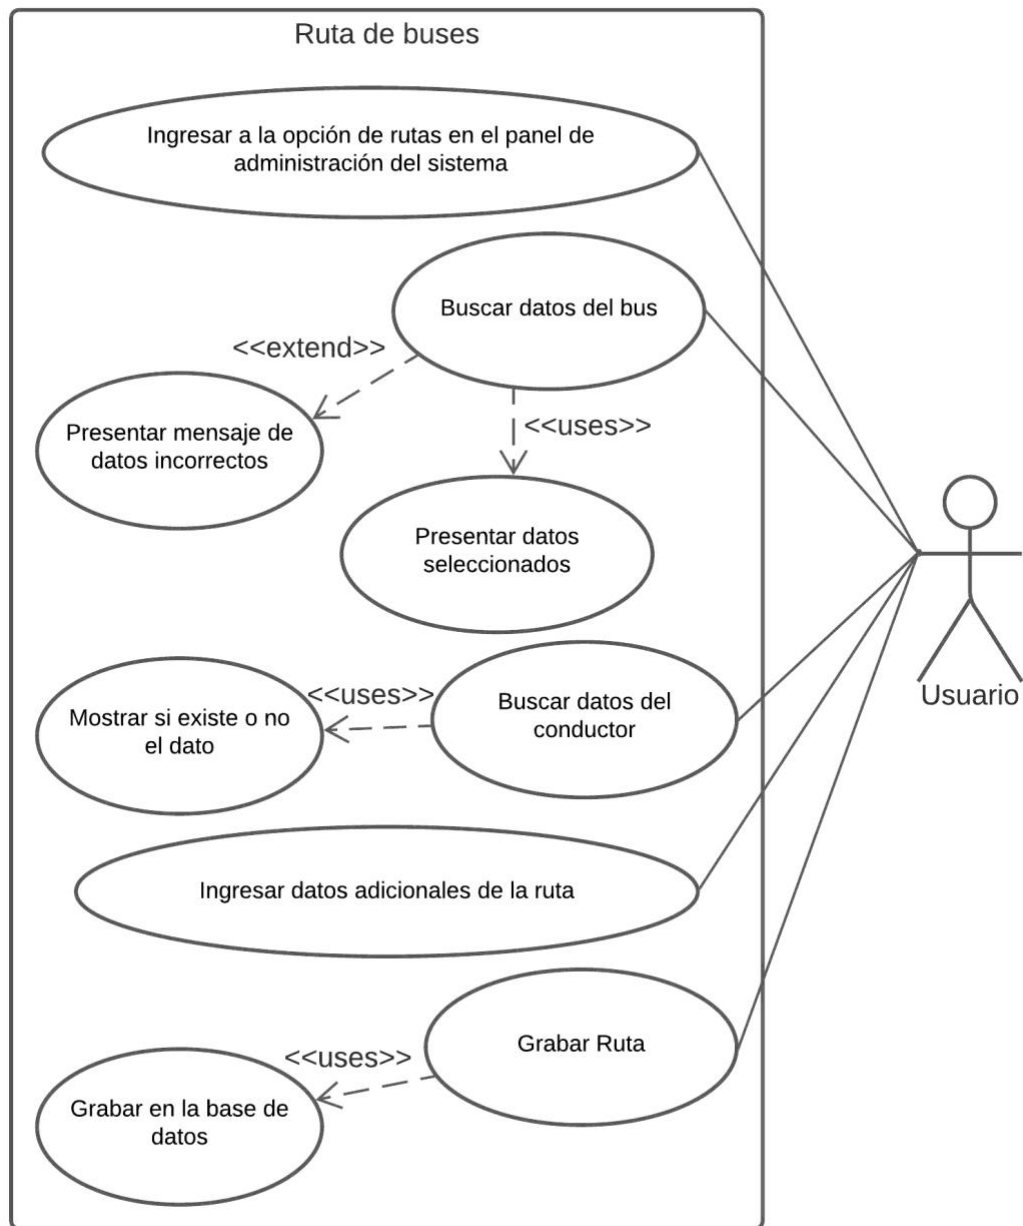 Ruta de buses
Ingresar a la opción de rutas en el panel de
administración del sistema
Buscar datos del bus
<<extend>>
Presentar mensaje de
datos incorrectos
<<uses>>
Presentar datos
seleccionados
Usuario
Buscar datos del
conductor
<<uses>>
Mostrar si existe o no
el dato
Ingresar datos adicionales de la ruta
Grabar Ruta
<<uses>>
Grabar en la base de
datos